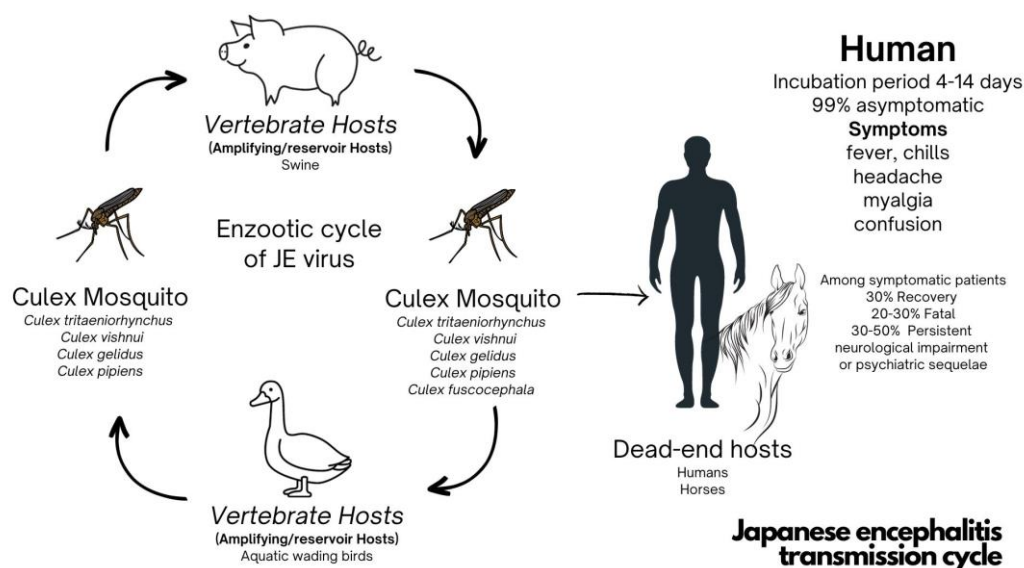 Vertebrate Hosts
(Amplifying/reservoir Hosts)
Swine
Enzootic cycle
of JE virus
Culex Mosquito
Culex tritaeniorhynchus
Culex vishnui
Culex gelidus
Culex pipiens
Culex Mosquito
Culex tritaeniorhynchus
Culex vishnui
Culex gelidus
Culex pipiens
Culex fuscocephala
Vertebrate Hosts
(Amplifying/reservoir Hosts)
Aquatic wading birds
Human
Incubation period 4-14 days
99% asymptomatic
Symptoms
fever, chills
headache
myalgia
confusion
Among symptomatic patients
30% Recovery
20-30% Fatal
30-50% Persistent
neurological impairment
or psychiatric sequelae
Dead-end hosts
Humans
Horses
Japanese encephalitis
transmission cycle